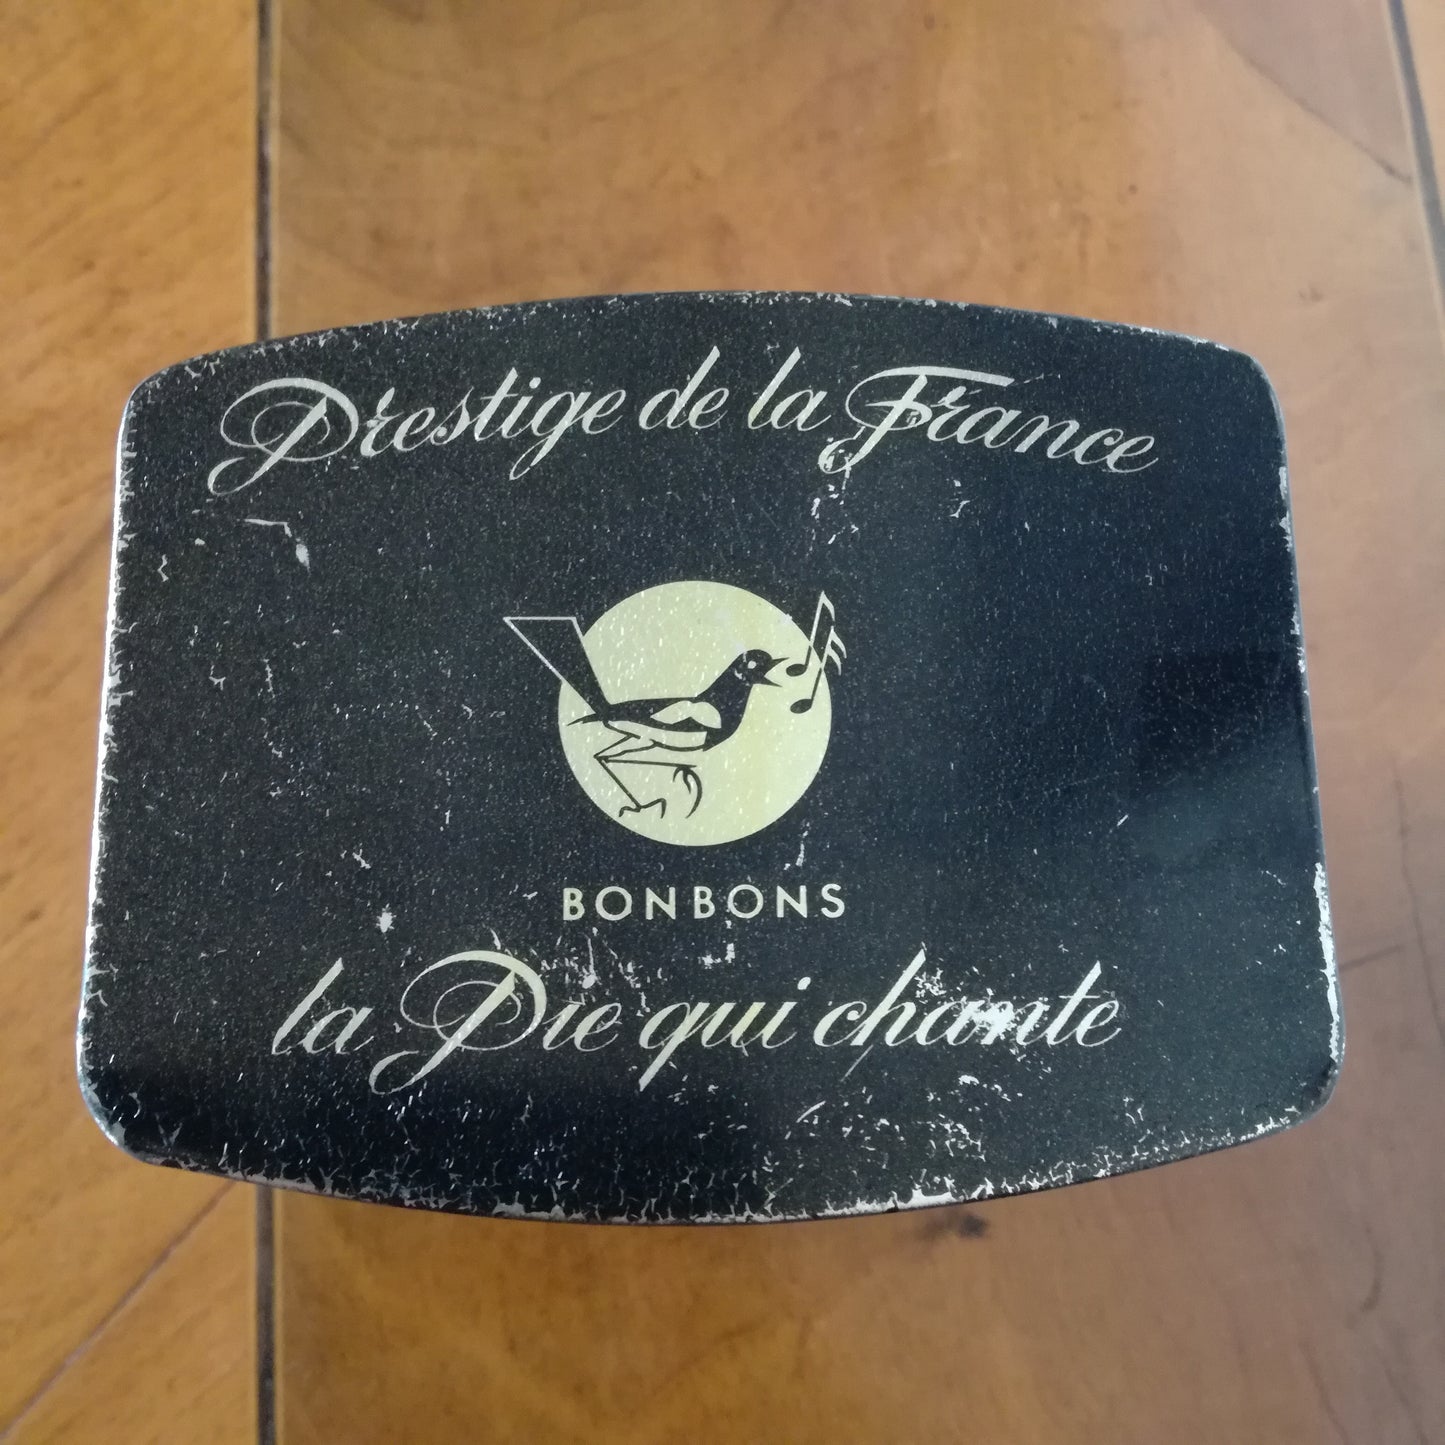 Prestige de la France
BONBONS
la Pie qui chante